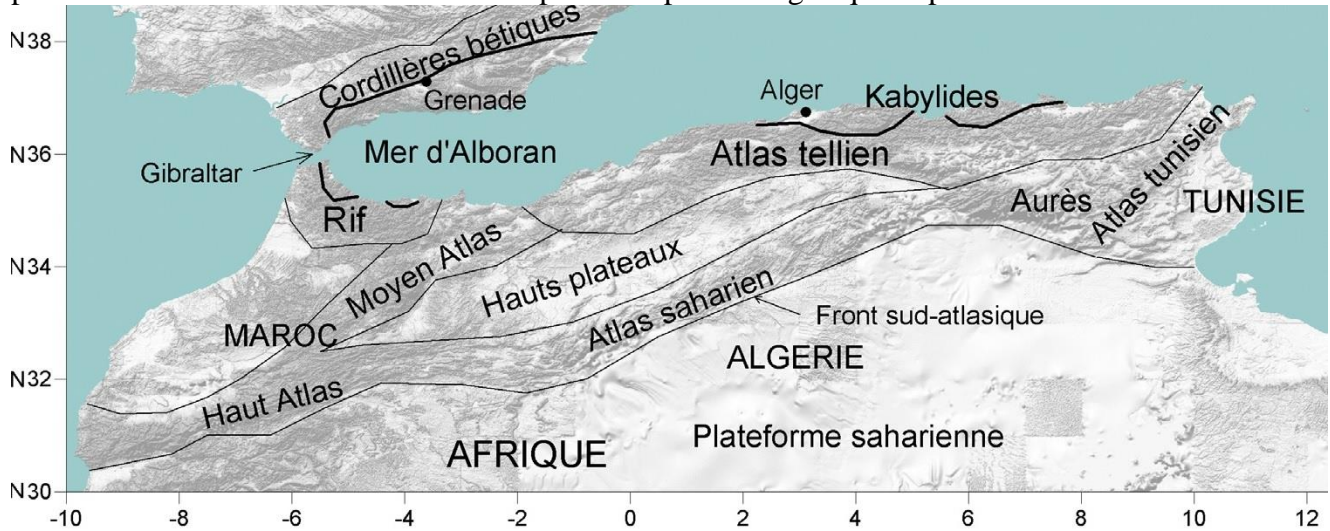 N38
Cordillères bétiques
Grenade
Alger
Kabylides
N36
Gibraltar
Mer d'Alboran
Atlas tellien
Rif
Aurès
Atlas tunisien
TUNISIE
N34
Moyen Atlas
Hauts plateaux
MAROC
Atlas saharien
Front sud-atlasique
ALGERIE
N32
Haut Atlas
AFRIQUE
Plateforme saharienne
N30
-10 -8 -6 -4 -2 0 2 4 6 8 10 12